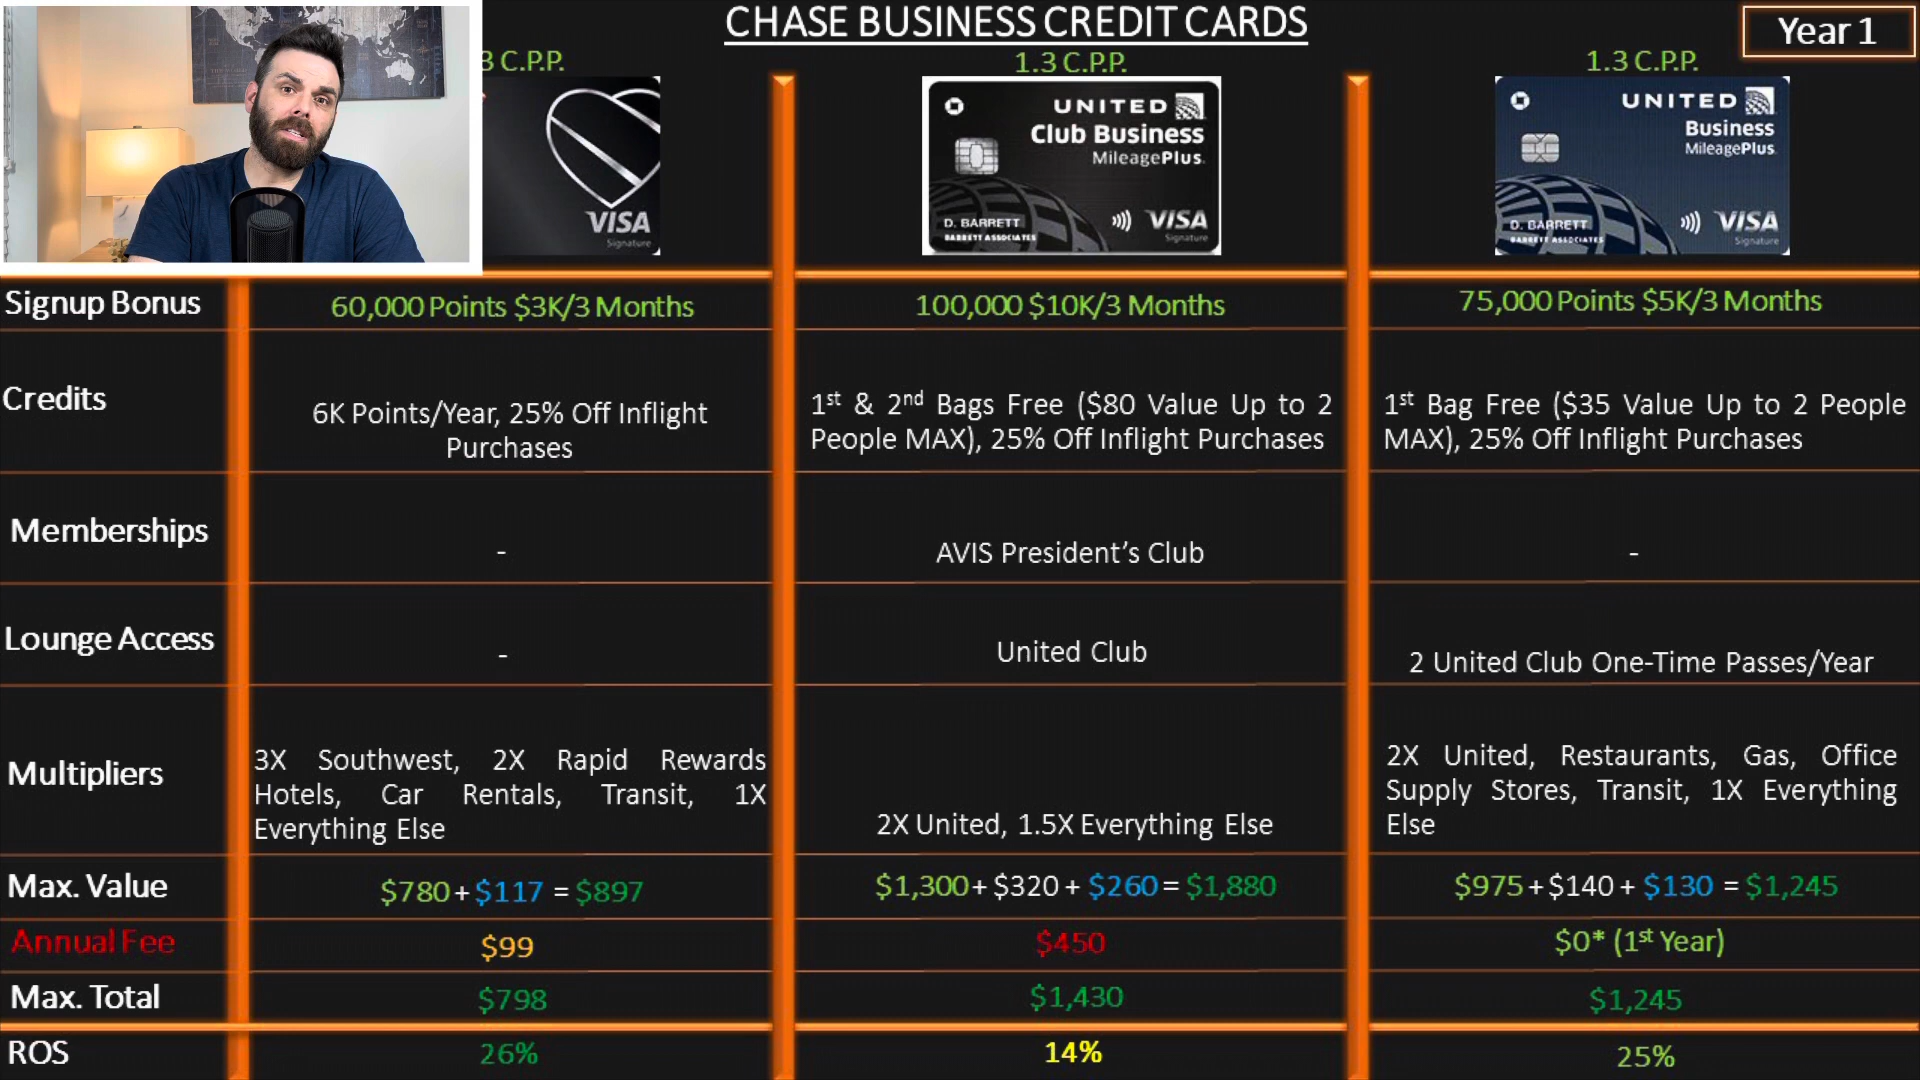 CHASE BUSINESS CREDIT CARDS
Year 1
3 C.P.P.
1.3 C.P.P.
1.3 C.P.P.
VISA
Signature
UNITED
Club Business
MileagePlus
D. BARRETT
BARRETT ASSOCIATES
VISA
Signature
UNITED
Business
MileagePlus
D. BARRETT
BARRETT ASSOCIATES
VISA
Signature
Signup Bonus
60,000 Points $3K/3 Months
100,000 $10K/3 Months
75,000 Points $5K/3 Months
Credits
6K Points/Year, 25% Off Inflight
Purchases
1st & 2nd Bags Free ($80 Value Up to 2
People MAX), 25% Off Inflight Purchases
1st Bag Free ($35 Value Up to 2 People
MAX), 25% Off Inflight Purchases
Memberships
-
AVIS President’s Club
-
Lounge Access
-
United Club
2 United Club One-Time Passes/Year
Multipliers
3X Southwest, 2X Rapid Rewards
Hotels, Car Rentals, Transit, 1X
Everything Else
2X United, 1.5X Everything Else
2X United, Restaurants, Gas, Office
Supply Stores, Transit, 1X Everything
Else
Max. Value
$780 + $117 = $897
$1,300 + $320 + $260 = $1,880
$975 + $140 + $130 = $1,245
Annual Fee
$99
$450
$0* (1st Year)
Max. Total
$798
$1,430
$1,245
ROS
26%
14%
25%